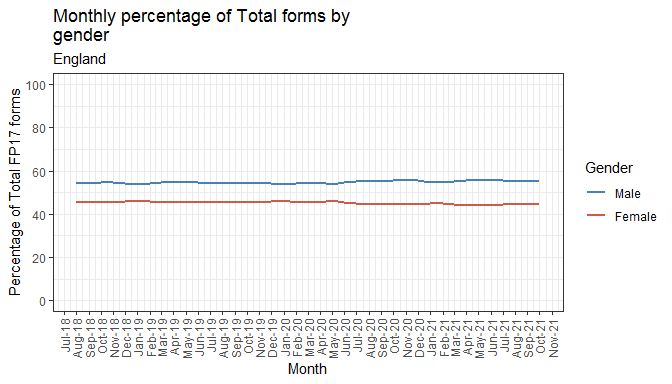 Monthly percentage of Total forms by
gender
England
Percentage of Total FP17 forms
100
80
60
40
20
0
Jul-18
Aug-18
Sep-18
Oct-18
Nov-18
Dec-18
Jan-19
Feb-19
Mar-19
Apr-19
May-19
Jun-19
Jul-19
Aug-19
Sep-19
Oct-19
Nov-19
Dec-19
Jan-20
Feb-20
Mar-20
Apr-20
May-20
Jun-20
Jul-20
Aug-20
Sep-20
Oct-20
Nov-20
Dec-20
Jan-21
Feb-21
Mar-21
Apr-21
May-21
Jun-21
Jul-21
Aug-21
Sep-21
Oct-21
Nov-21
Month
Gender
Male
Female